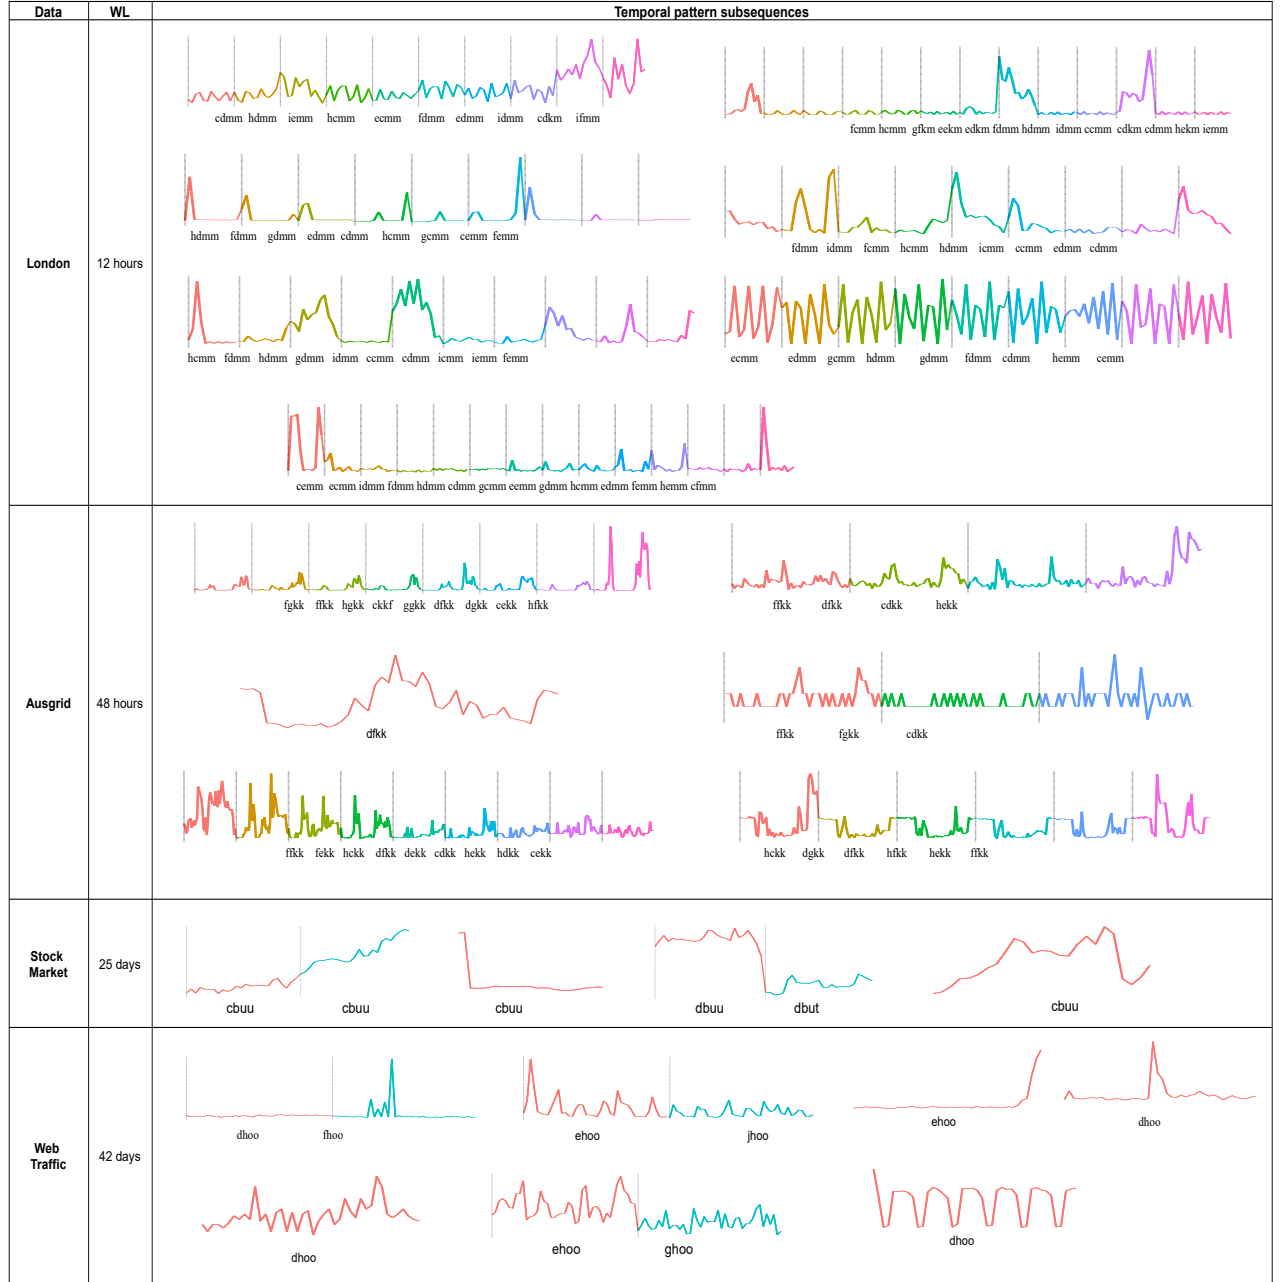 Data WL Temporal pattern subsequences
cdmm hdmm iemm hcmm ecmm fdmm edmm idmm cdkm ifmm
fcmm hcmm gfkm eekm edkm fdmm hdmm idmm ccmm cdkm cdmm hekm iemm
hdmm fdmm gdmm edmm cdmm hcmm gcmm cemm femm
fdmm idmm fcmm hcmm hdmm icmm ccmm edmm cdmm
London 12 hours
hcmm fdmm hdmm gdmm idmm ccmm cdmm icmm iemm femm
ecmm edmm gcmm hdmm gdmm fdmm cdmm hemm cemm
cemm ecmm idmm fdmm hdmm cdmm gcmm eemm gdmm hcmm edmm femm hemm cfmm
fgkk ffkk hgkk ckkf ggkk dfkk dgkk cekk hfkk
ffkk dfkk cdkk hekk
Ausgrid 48 hours
dfkk
ffkk fgkk cdkk
ffkk fekk hckk dfkk dekk cdkk hekk hdkk cekk
hckk dgkk dfkk hfkk hekk ffkk
Stock
Market
25 days
cbuu cbuu cbuu dbuu dbut cbuu
dhoo fhoo ehoo jhoo ehoo dhoo
Web
Traffic
42 days
dhoo ehoo ghoo dhoo